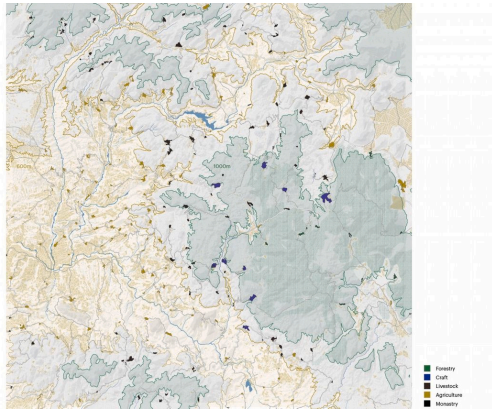 1000m
Forestry
Craft
Livestock
Agriculture
Monastry